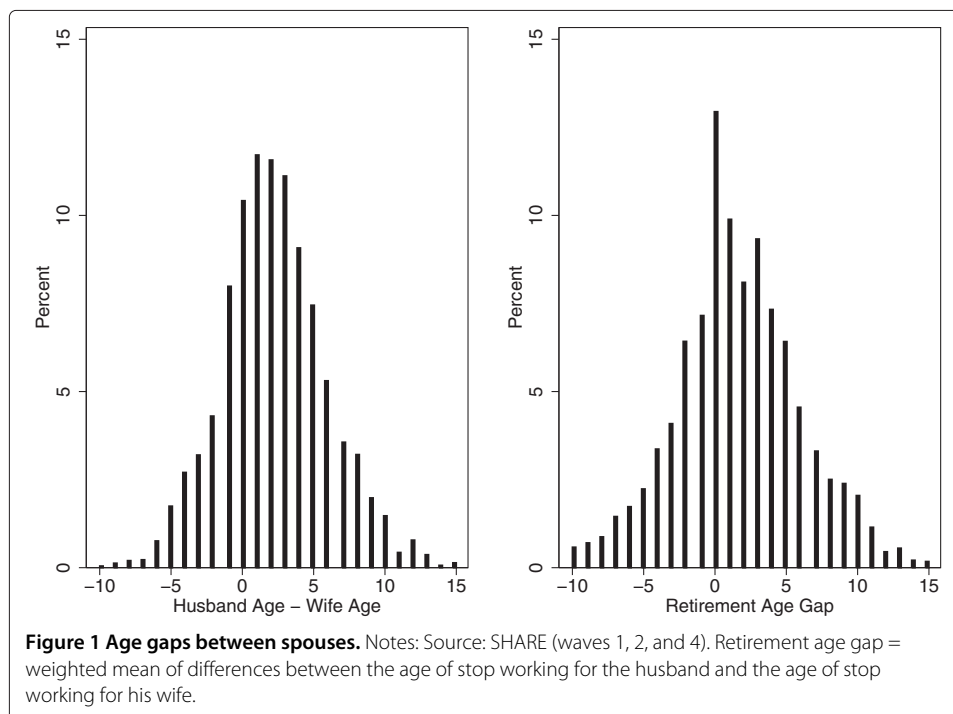 15
10
5
0
Percent
−10 −5 0 5 10 15
Husband Age − Wife Age
15
10
5
0
Percent
−10 −5 0 5 10 15
Retirement Age Gap
Figure 1 Age gaps between spouses. Notes: Source: SHARE (waves 1, 2, and 4). Retirement age gap =
weighted mean of differences between the age of stop working for the husband and the age of stop
working for his wife.